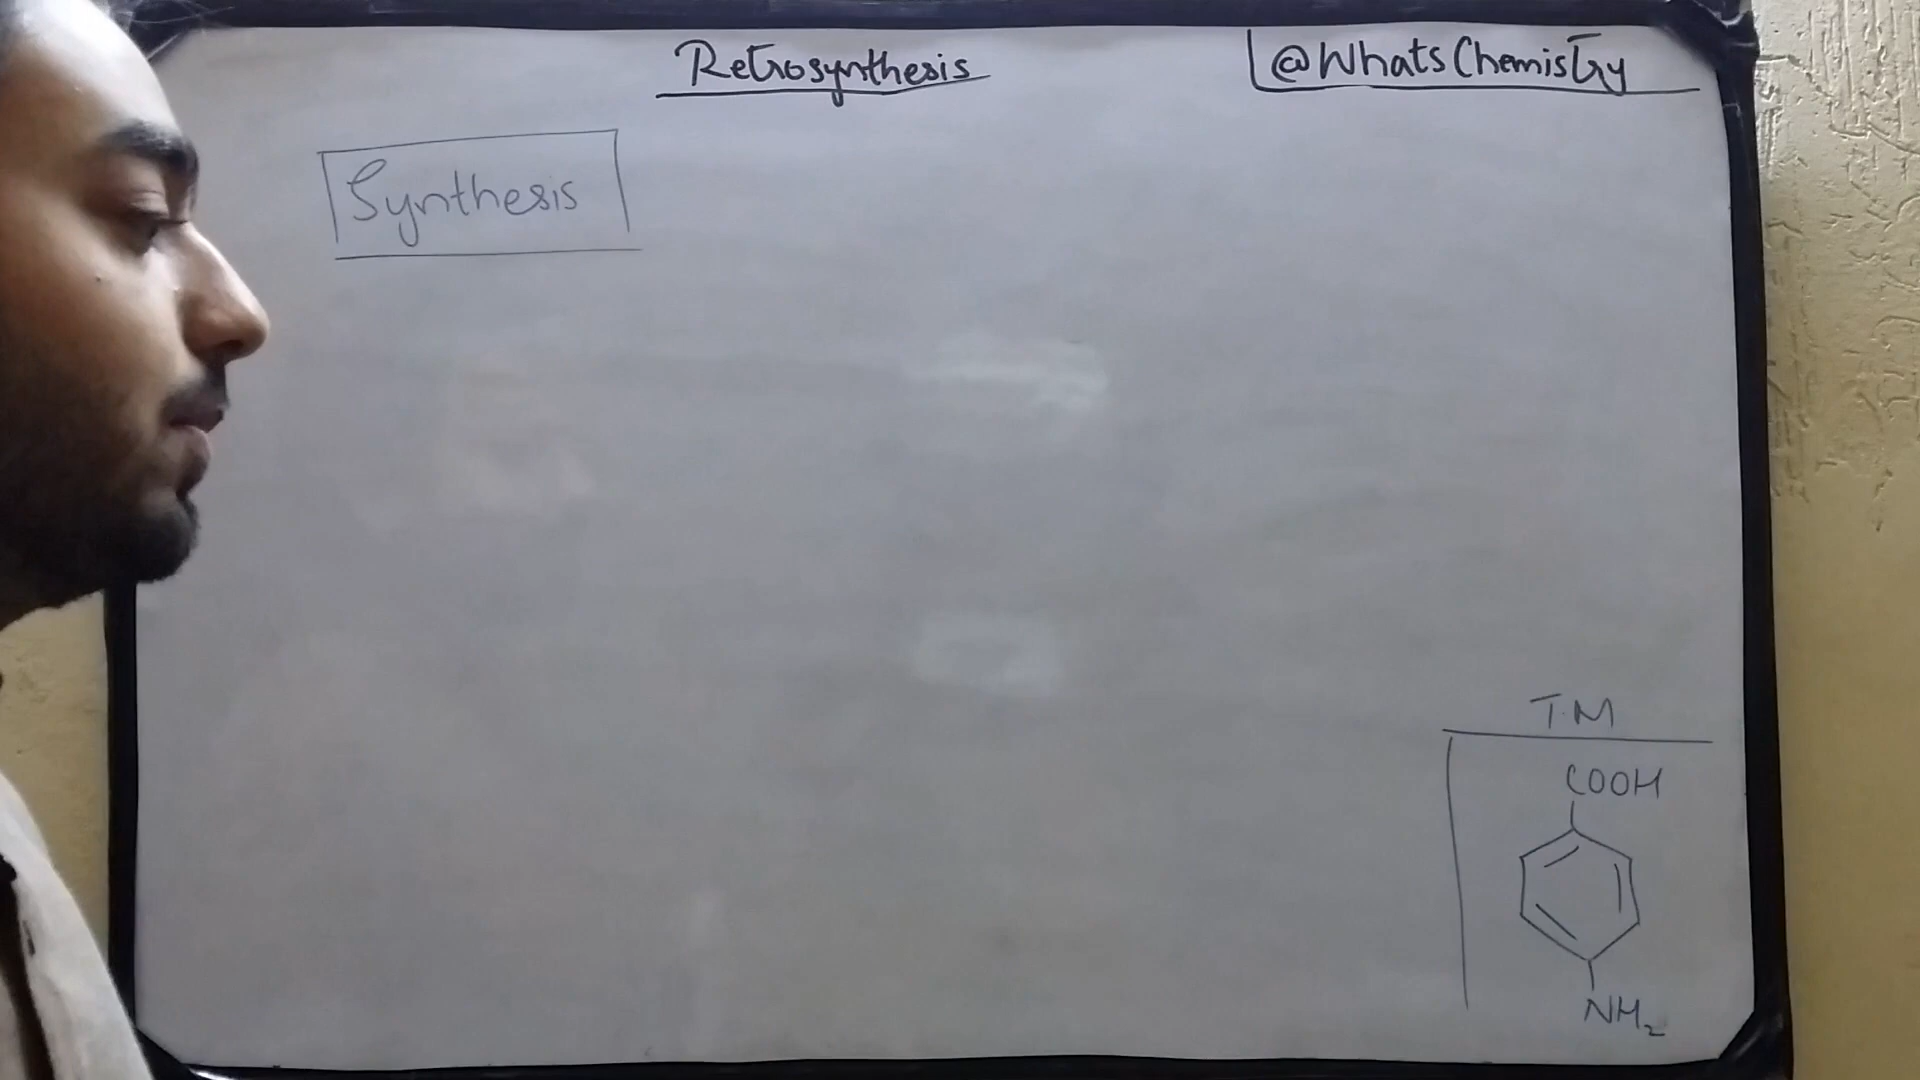 Retrosynthesis
@WhatsChemistry
Synthesis
T.M
COOH
NH₂